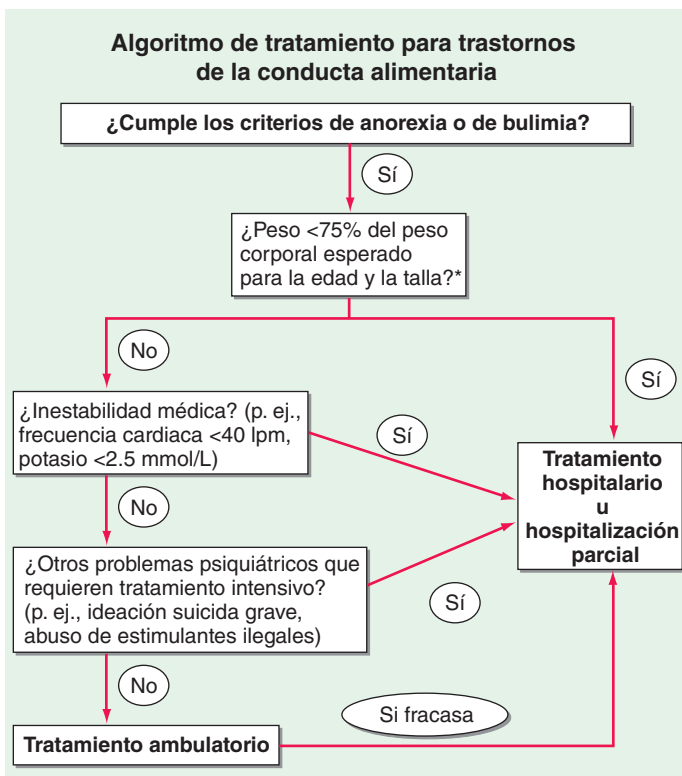 Algoritmo de tratamiento para trastornos
de la conducta alimentaria
¿Cumple los criterios de anorexia o de bulimia?
Sí
¿Peso <75% del peso
corporal esperado
para la edad y la talla?*
No
Sí
¿Inestabilidad médica? (p. ej.,
frecuencia cardiaca <40 lpm,
potasio <2.5 mmol/L)
Sí
Tratamiento
hospitalario
u
hospitalización
parcial
No
¿Otros problemas psiquiátricos que
requieren tratamiento intensivo?
(p. ej., ideación suicida grave,
abuso de estimulantes ilegales)
Sí
No
Si fracasa
Tratamiento ambulatorio